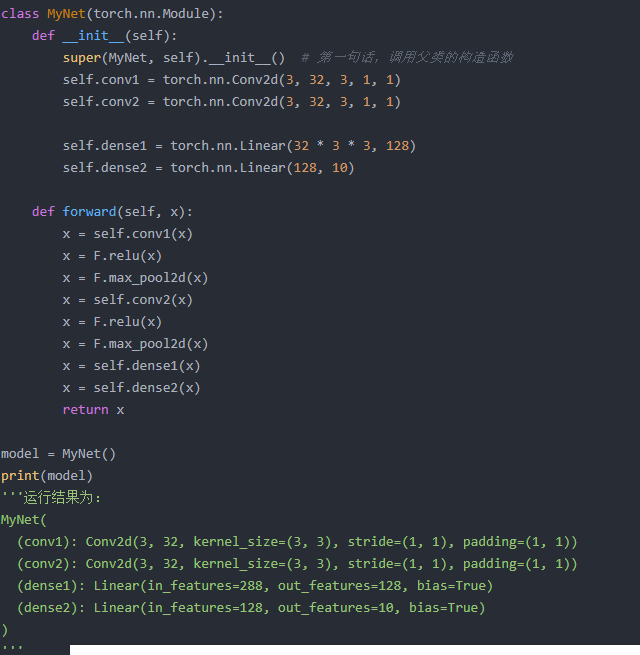 class MyNet(torch.nn.Module):
    def __init__(self):
        super(MyNet, self).__init__()  # 第一句话，调用父类的构造函数
        self.conv1 = torch.nn.Conv2d(3, 32, 3, 1, 1)
        self.conv2 = torch.nn.Conv2d(3, 32, 3, 1, 1)

        self.dense1 = torch.nn.Linear(32 * 3 * 3, 128)
        self.dense2 = torch.nn.Linear(128, 10)

    def forward(self, x):
        x = self.conv1(x)
        x = F.relu(x)
        x = F.max_pool2d(x)
        x = self.conv2(x)
        x = F.relu(x)
        x = F.max_pool2d(x)
        x = self.dense1(x)
        x = self.dense2(x)
        return x

model = MyNet()
print(model)
'''运行结果为：
MyNet(
  (conv1): Conv2d(3, 32, kernel_size=(3, 3), stride=(1, 1), padding=(1, 1))
  (conv2): Conv2d(3, 32, kernel_size=(3, 3), stride=(1, 1), padding=(1, 1))
  (dense1): Linear(in_features=288, out_features=128, bias=True)
  (dense2): Linear(in_features=128, out_features=10, bias=True)
)
'''